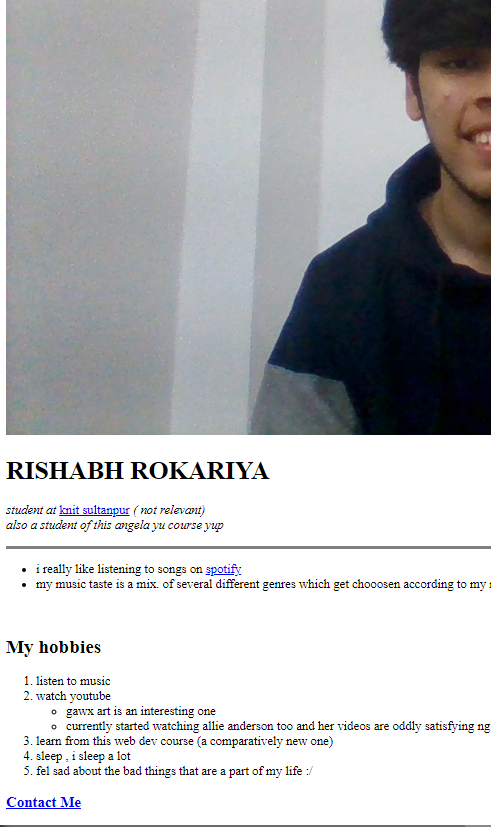 RISHABH ROKARIYA
student at knit sultanpur ( not relevant)
also a student of this angela yu course yup
i really like listening to songs on spotify
my music taste is a mix. of several different genres which get chooosen according to my
My hobbies
1. listen to music
2. watch youtube
gawx art is an interesting one
currently started watching allie anderson too and her videos are oddly satisfying ng
3. learn from this web dev course (a comparatively new one)
4. sleep , i sleep a lot
5. fel sad about the bad things that are a part of my life :/
Contact Me